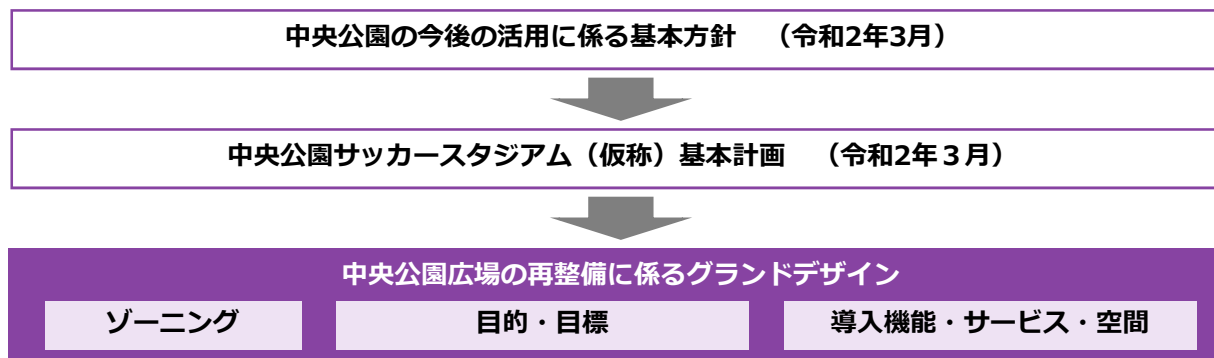 中央公園の今後の活用に係る基本方針　（令和2年3月）
中央公園サッカースタジアム（仮称）基本計画　（令和2年３月）
中央公園広場の再整備に係るグランドデザイン
ゾーニング
目的・目標
導入機能・サービス・空間